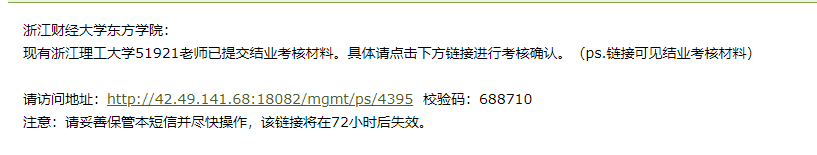 浙江财经大学东方学院：
现有浙江理工大学51921老师已提交结业考核材料。具体请点击下方链接进行考核确认。（ps.链接可见结业考核材料）
请访问地址：http://42.49.141.68:18082/mgmt/ps/4395 校验码：688710
注意：请妥善保管本短信并尽快操作，该链接将在72小时后失效。